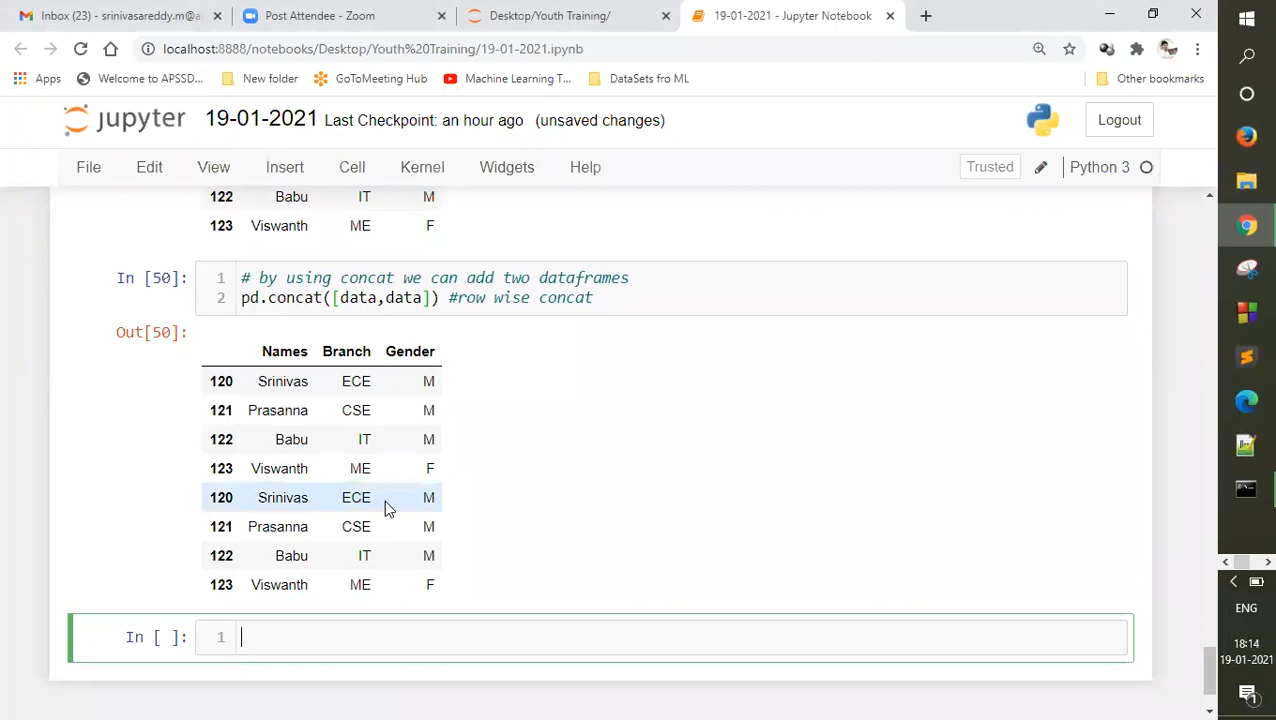 Inbox (23) - srinivasareddy.m@a
Post Attendee - Zoom
Desktop/Youth Training/
19-01-2021 - Jupyter Notebook
localhost:8888/notebooks/Desktop/Youth%20Training/19-01-2021.ipynb
Apps
Welcome to APSSD...
New folder
GoToMeeting Hub
Machine Learning T...
DataSets fro ML
Other bookmarks
jupyter 19-01-2021 Last Checkpoint: an hour ago (unsaved changes)
Logout
File Edit View Insert Cell Kernel Widgets Help
Trusted
Python 3
122 Babu IT M
123 Viswanth ME F
In [50]:
1 # by using concat we can add two dataframes
2 pd.concat([data,data]) #row wise concat
Out[50]:
Names Branch Gender
120 Srinivas ECE M
121 Prasanna CSE M
122 Babu IT M
123 Viswanth ME F
120 Srinivas ECE M
121 Prasanna CSE M
122 Babu IT M
123 Viswanth ME F
In [ ]:
1
ENG
18:14
19-01-2021
1